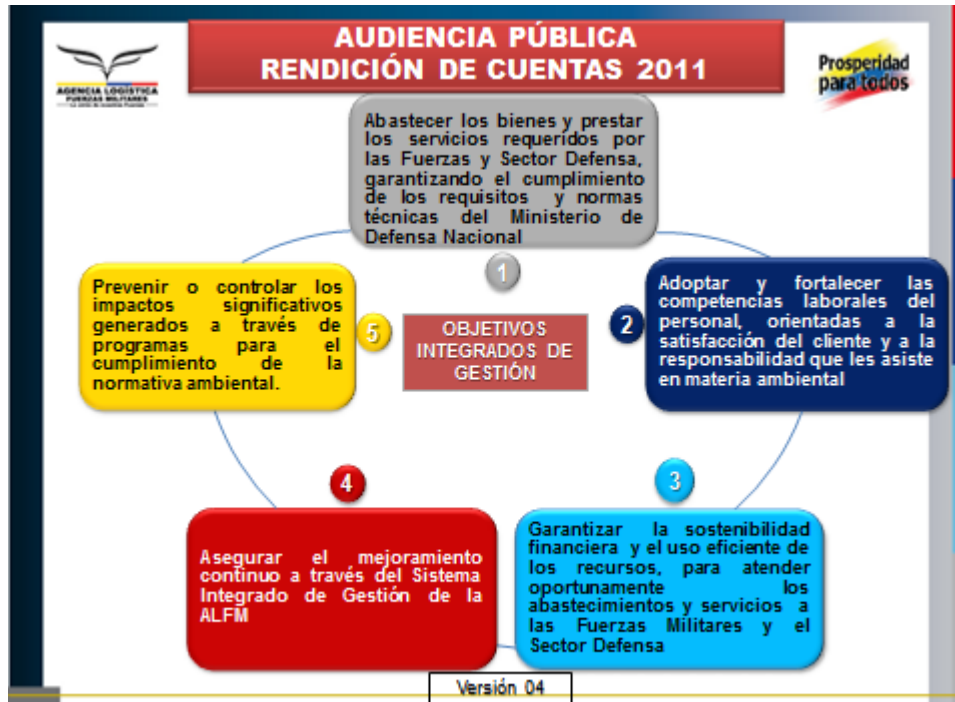 AUDIENCIA PÚBLICA
RENDICIÓN DE CUENTAS 2011
AGENCIA LOGÍSTICA
FUERZAS MILITARES
Prosperidad
para todos
Abastecer los bienes y prestar
los servicios requeridos por
las Fuerzas y Sector Defensa,
garantizando el cumplimiento
de los requisitos y normas
técnicas del Ministerio de
Defensa Nacional
1
Adoptar y fortalecer las
competencias laborales del
personal, orientadas a la
satisfacción del cliente y a la
responsabilidad que les asiste
en materia ambiental
2
Garantizar la sostenibilidad
financiera y el uso eficiente de
los recursos, para atender
oportunamente los
abastecimientos y servicios a
las Fuerzas Militares y el
Sector Defensa
3
Asegurar el mejoramiento
continuo a través del Sistema
Integrado de Gestión de la
ALFM
4
Prevenir o controlar los
impactos significativos
generados a través de
programas para el
cumplimiento de la
normativa ambiental.
5
OBJETIVOS
INTEGRADOS DE
GESTIÓN
Versión 04